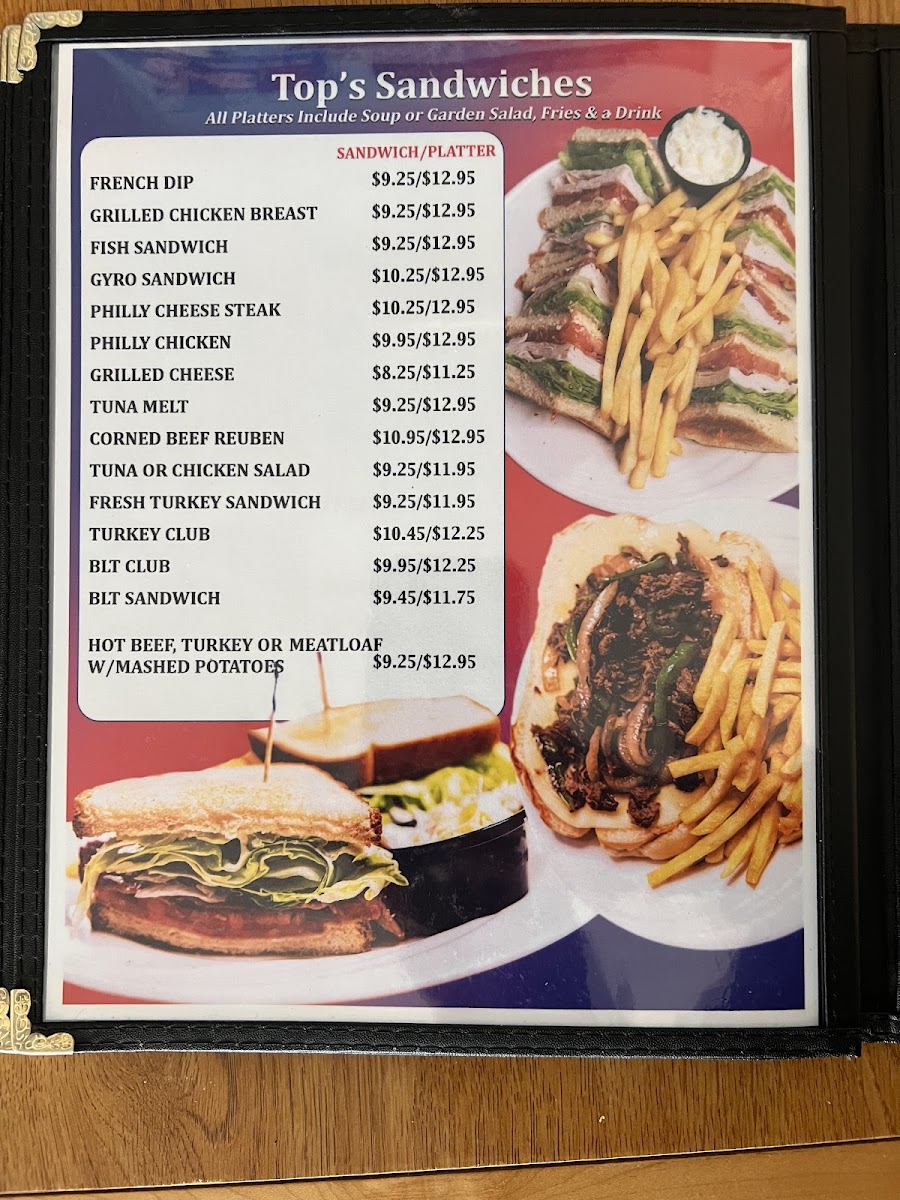 Top's Sandwiches
All Platters Include Soup or Garden Salad, Fries & a Drink
SANDWICH/PLATTER
FRENCH DIP $9.25/$12.95
GRILLED CHICKEN BREAST $9.25/$12.95
FISH SANDWICH $9.25/$12.95
GYRO SANDWICH $10.25/$12.95
PHILLY CHEESE STEAK $10.25/12.95
PHILLY CHICKEN $9.95/$12.95
GRILLED CHEESE $8.25/$11.25
TUNA MELT $9.25/$12.95
CORNED BEEF REUBEN $10.95/$12.95
TUNA OR CHICKEN SALAD $9.25/$11.95
FRESH TURKEY SANDWICH $9.25/$11.95
TURKEY CLUB $10.45/$12.25
BLT CLUB $9.95/$12.25
BLT SANDWICH $9.45/$11.75
HOT BEEF, TURKEY OR MEATLOAF
W/MASHED POTATOES $9.25/$12.95